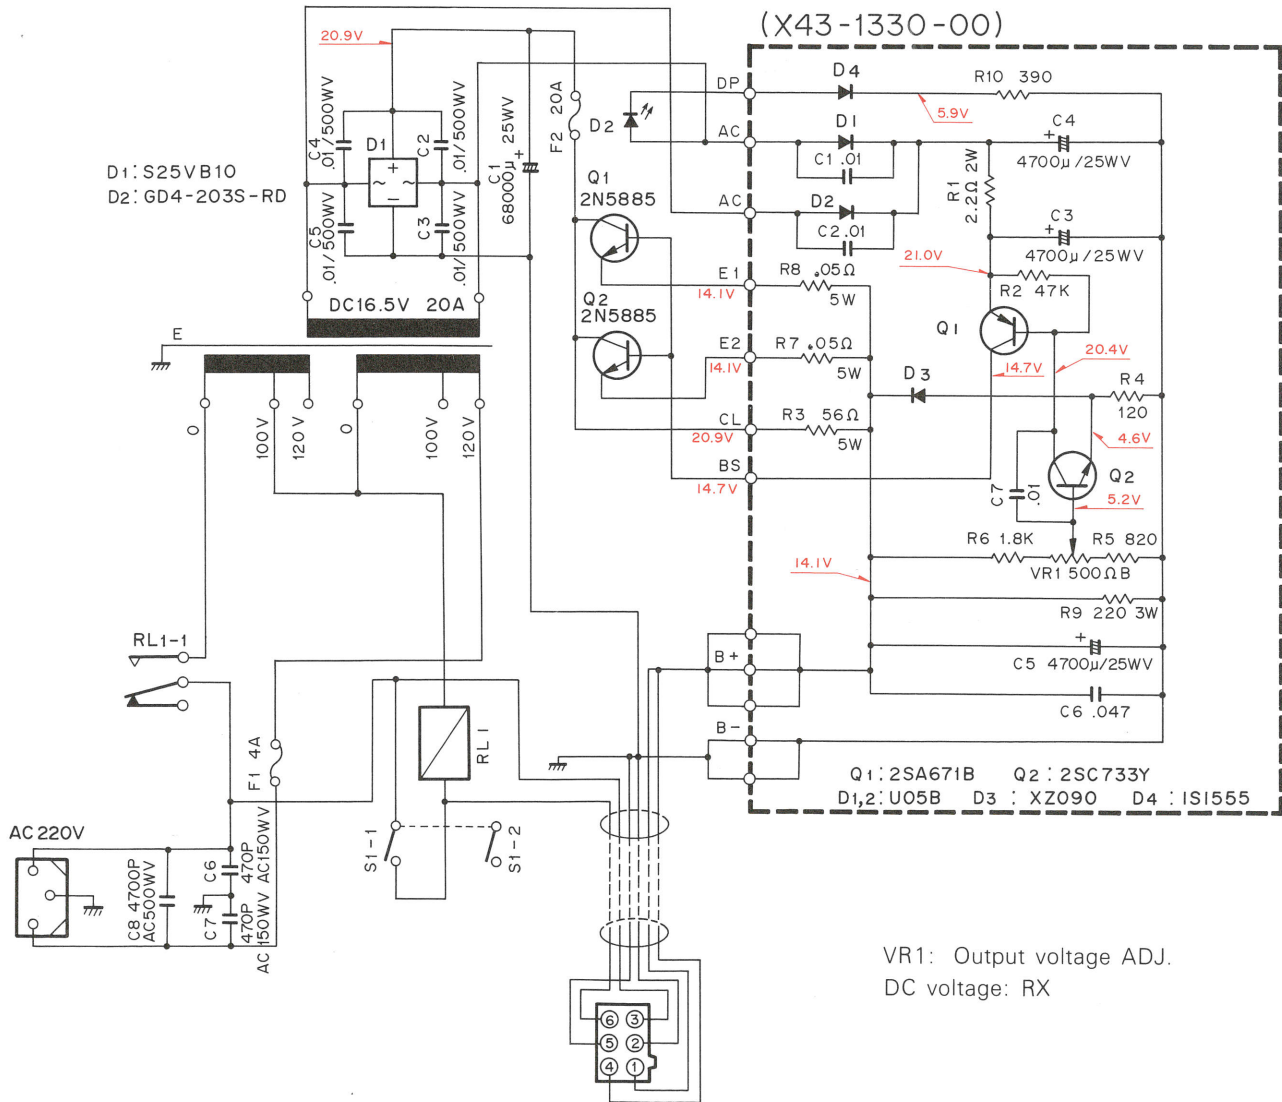 (X43-1330-00)
20.9V
C4
.01/500WV
D1
C2
.01/500WV
C1
68000μ 25WV
+
F2 20A
D1: S25VB10
D2: GD4-203S-RD
+
~
~
−
C5
.01/500WV
C3
.01/500WV
DC16.5V 20A
E
0
100V
120V
0
100V
120V
D2
Q1
2N5885
Q2
2N5885
DP
D4
R10 390
5.9V
AC
D1
C1 .01
C4
+
4700μ/25WV
AC
D2
C2 .01
R1
2.2Ω 2W
C3
+
4700μ/25WV
21.0V
E1
14.1V
R8 .05Ω
5W
R2 47K
Q1
E2
14.1V
R7 .05Ω
5W
20.4V
14.7V
D3
R4
120
CL
20.9V
R3 56Ω
5W
4.6V
BS
14.7V
C7
.01
Q2
5.2V
R6 1.8K
R5 820
VR1 500ΩB
14.1V
R9 220 3W
+
C5 4700μ/25WV
B+
C6 .047
B-
Q1: 2SA671B Q2: 2SC733Y
D1,2: U05B D3 : XZ090 D4 : ISI555
RL1-1
F1 4A
RL1
S1-1
S1-2
AC 220V
C8 4700P
AC500WV
C6
470P
AC150WV
C7
470P
AC150WV
VR1: Output voltage ADJ.
DC voltage: RX
6
3
5
2
4
1